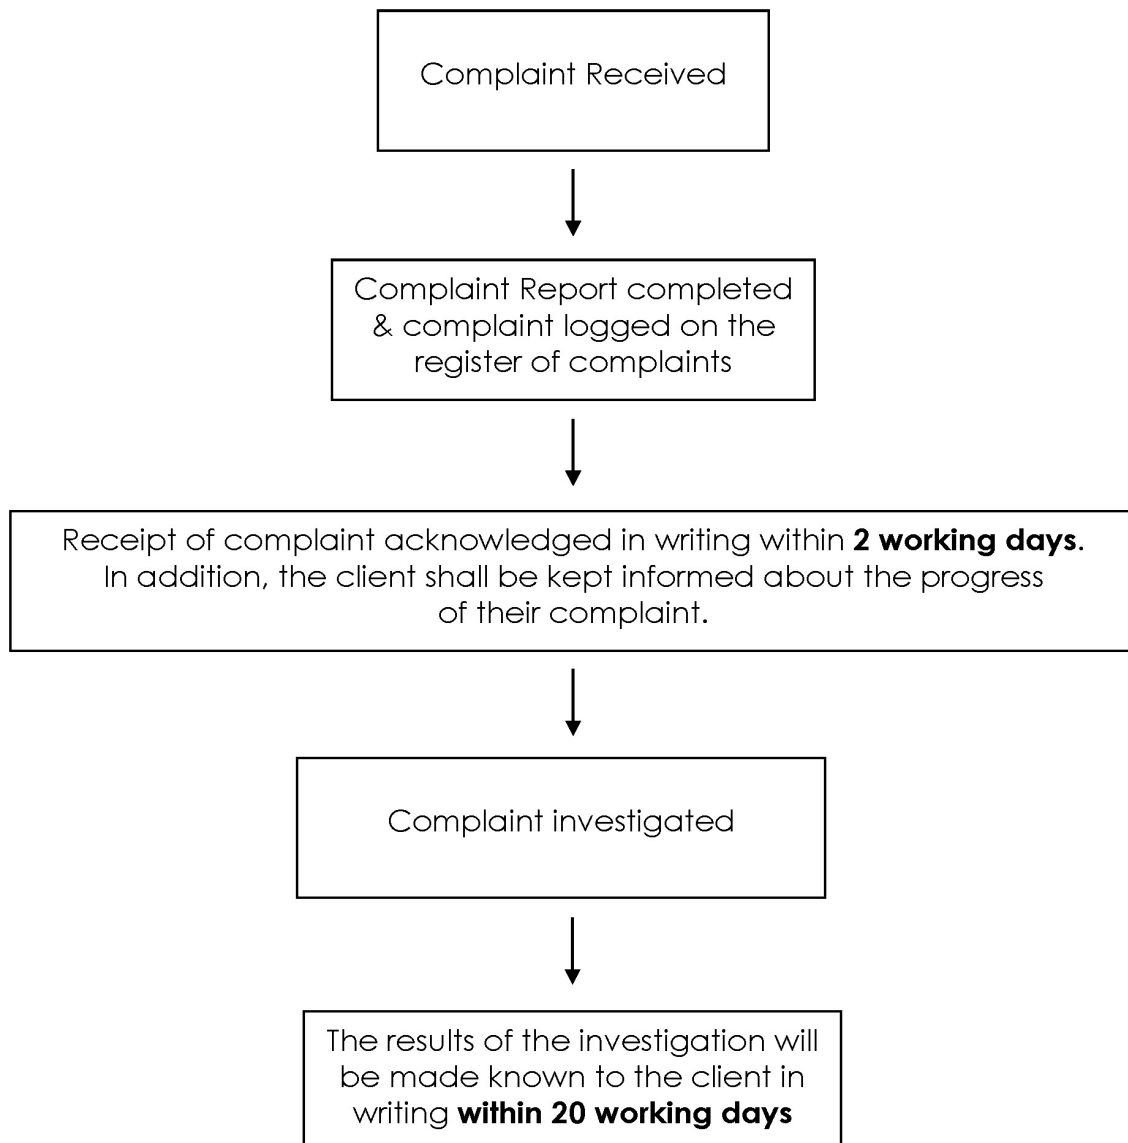 Complaint Received
Complaint Report completed
& complaint logged on the
register of complaints
Receipt of complaint acknowledged in writing within 2 working days.
In addition, the client shall be kept informed about the progress
of their complaint.
Complaint investigated
The results of the investigation will
be made known to the client in
writing within 20 working days